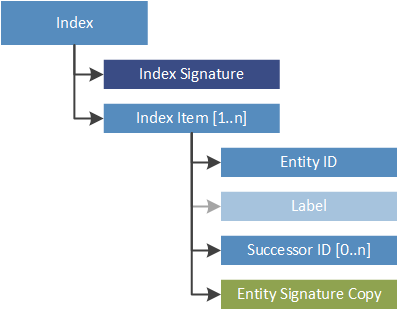 Index
Index Signature
Index Item [1..n]
Entity ID
Label
Successor ID [0..n]
Entity Signature Copy